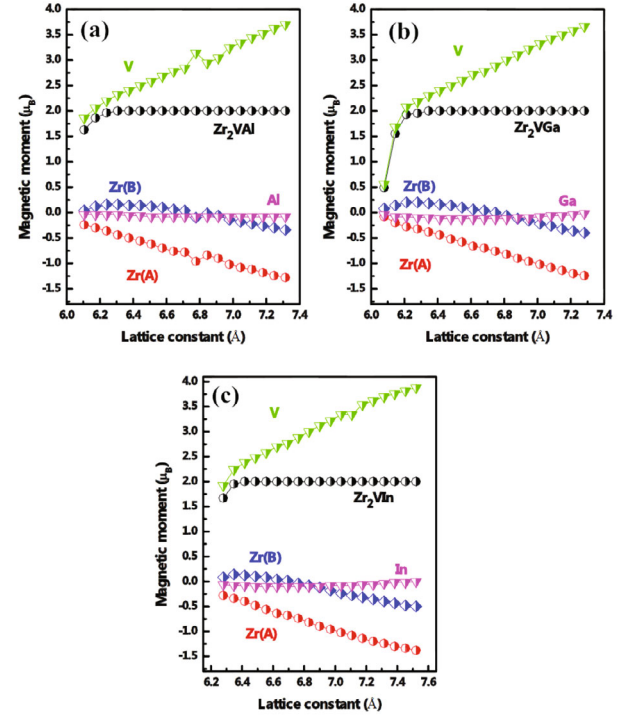 (a)
4.0
3.5
3.0
2.5
2.0
1.5
1.0
0.5
0.0
-0.5
-1.0
-1.5
Magnetic moment (μB)
V
Zr2VAl
Zr(B)
Al
Zr(A)
6.0 6.2 6.4 6.6 6.8 7.0 7.2 7.4
Lattice constant (Å)
(b)
4.0
3.5
3.0
2.5
2.0
1.5
1.0
0.5
0.0
-0.5
-1.0
-1.5
Magnetic moment (μB)
V
Zr2VGa
Zr(B)
Ga
Zr(A)
6.0 6.2 6.4 6.6 6.8 7.0 7.2 7.4
Lattice constant (Å)
(c)
4.0
3.5
3.0
2.5
2.0
1.5
1.0
0.5
0.0
-0.5
-1.0
-1.5
Magnetic moment (μB)
V
Zr2VIn
Zr(B)
In
Zr(A)
6.2 6.4 6.6 6.8 7.0 7.2 7.4 7.6
Lattice constant (Å)